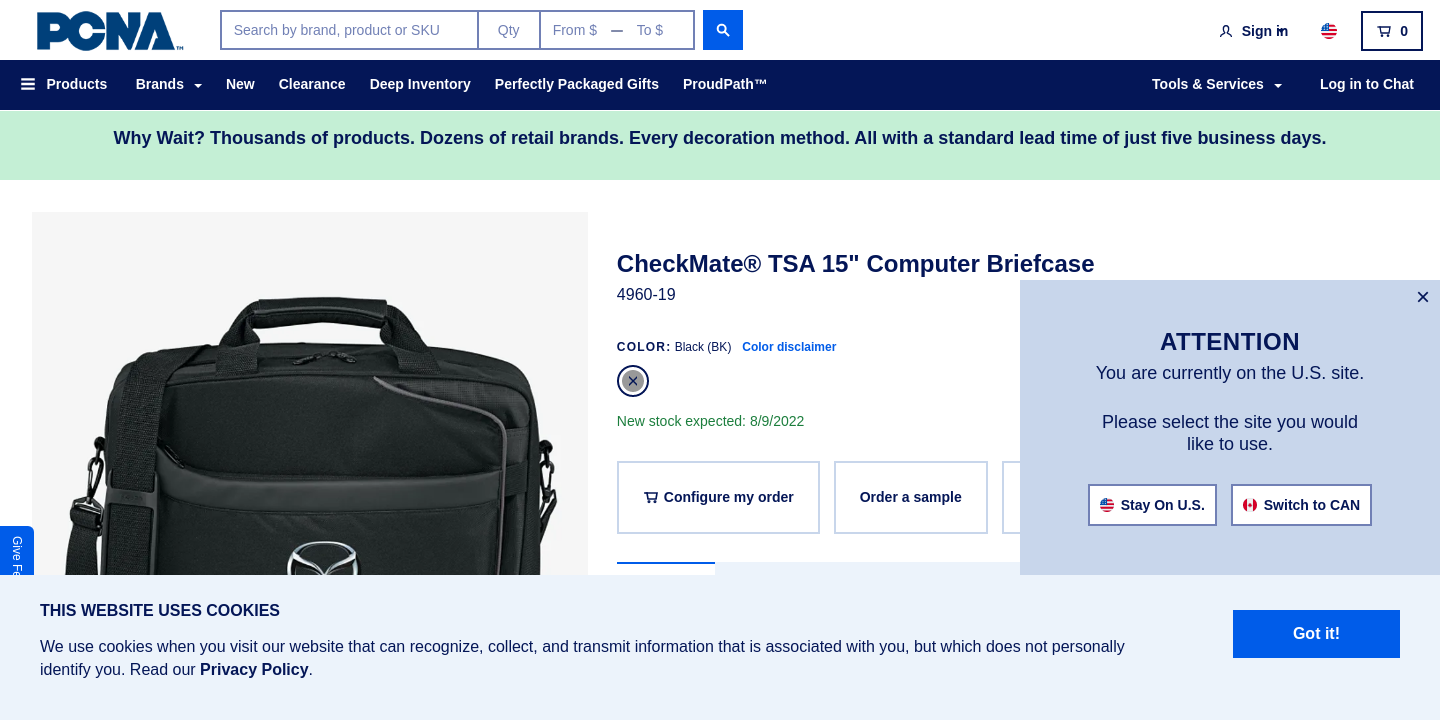 PCNA™
Search by brand, product or SKU
Qty
From $ — To $
Sign in
0
Products
Brands
New
Clearance
Deep Inventory
Perfectly Packaged Gifts
ProudPath™
Tools & Services
Log in to Chat
Why Wait? Thousands of products. Dozens of retail brands. Every decoration method. All with a standard lead time of just five business days.
CheckMate® TSA 15" Computer Briefcase
4960-19
COLOR: Black (BK) Color disclaimer
New stock expected: 8/9/2022
Configure my order
Order a sample
×
ATTENTION
You are currently on the U.S. site.
Please select the site you would
like to use.
Stay On U.S.
Switch to CAN
Give Fe
THIS WEBSITE USES COOKIES
We use cookies when you visit our website that can recognize, collect, and transmit information that is associated with you, but which does not personally
identify you. Read our Privacy Policy.
Got it!